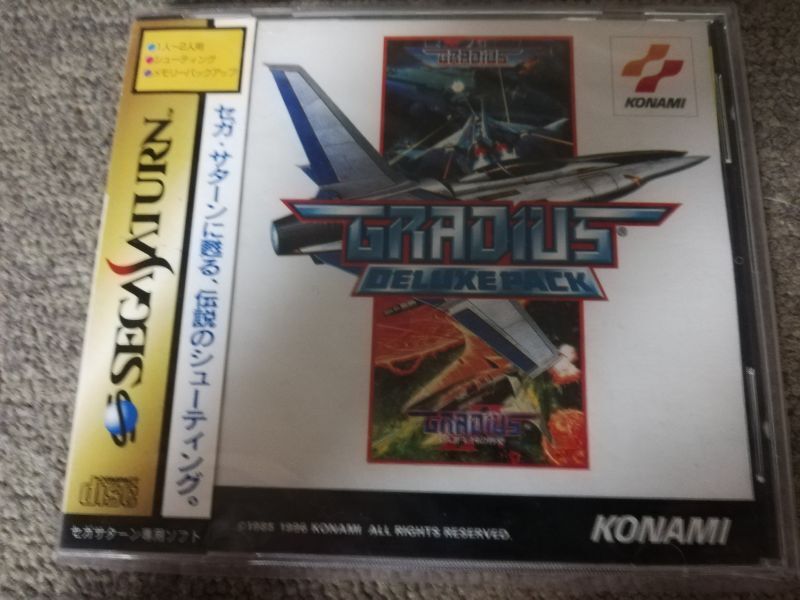 1人〜2人用
シューティング
メモリーバックアップ
SEGA SATURN™
セガ・サターンに甦る、伝説のシューティング。
COMPACT
disc
セガサターン専用ソフト
GRADIUS
KONAMI
GRADIUS®
DELUXE PACK
GRADIUS
©1985 1996 KONAMI ALL RIGHTS RESERVED.
KONAMI